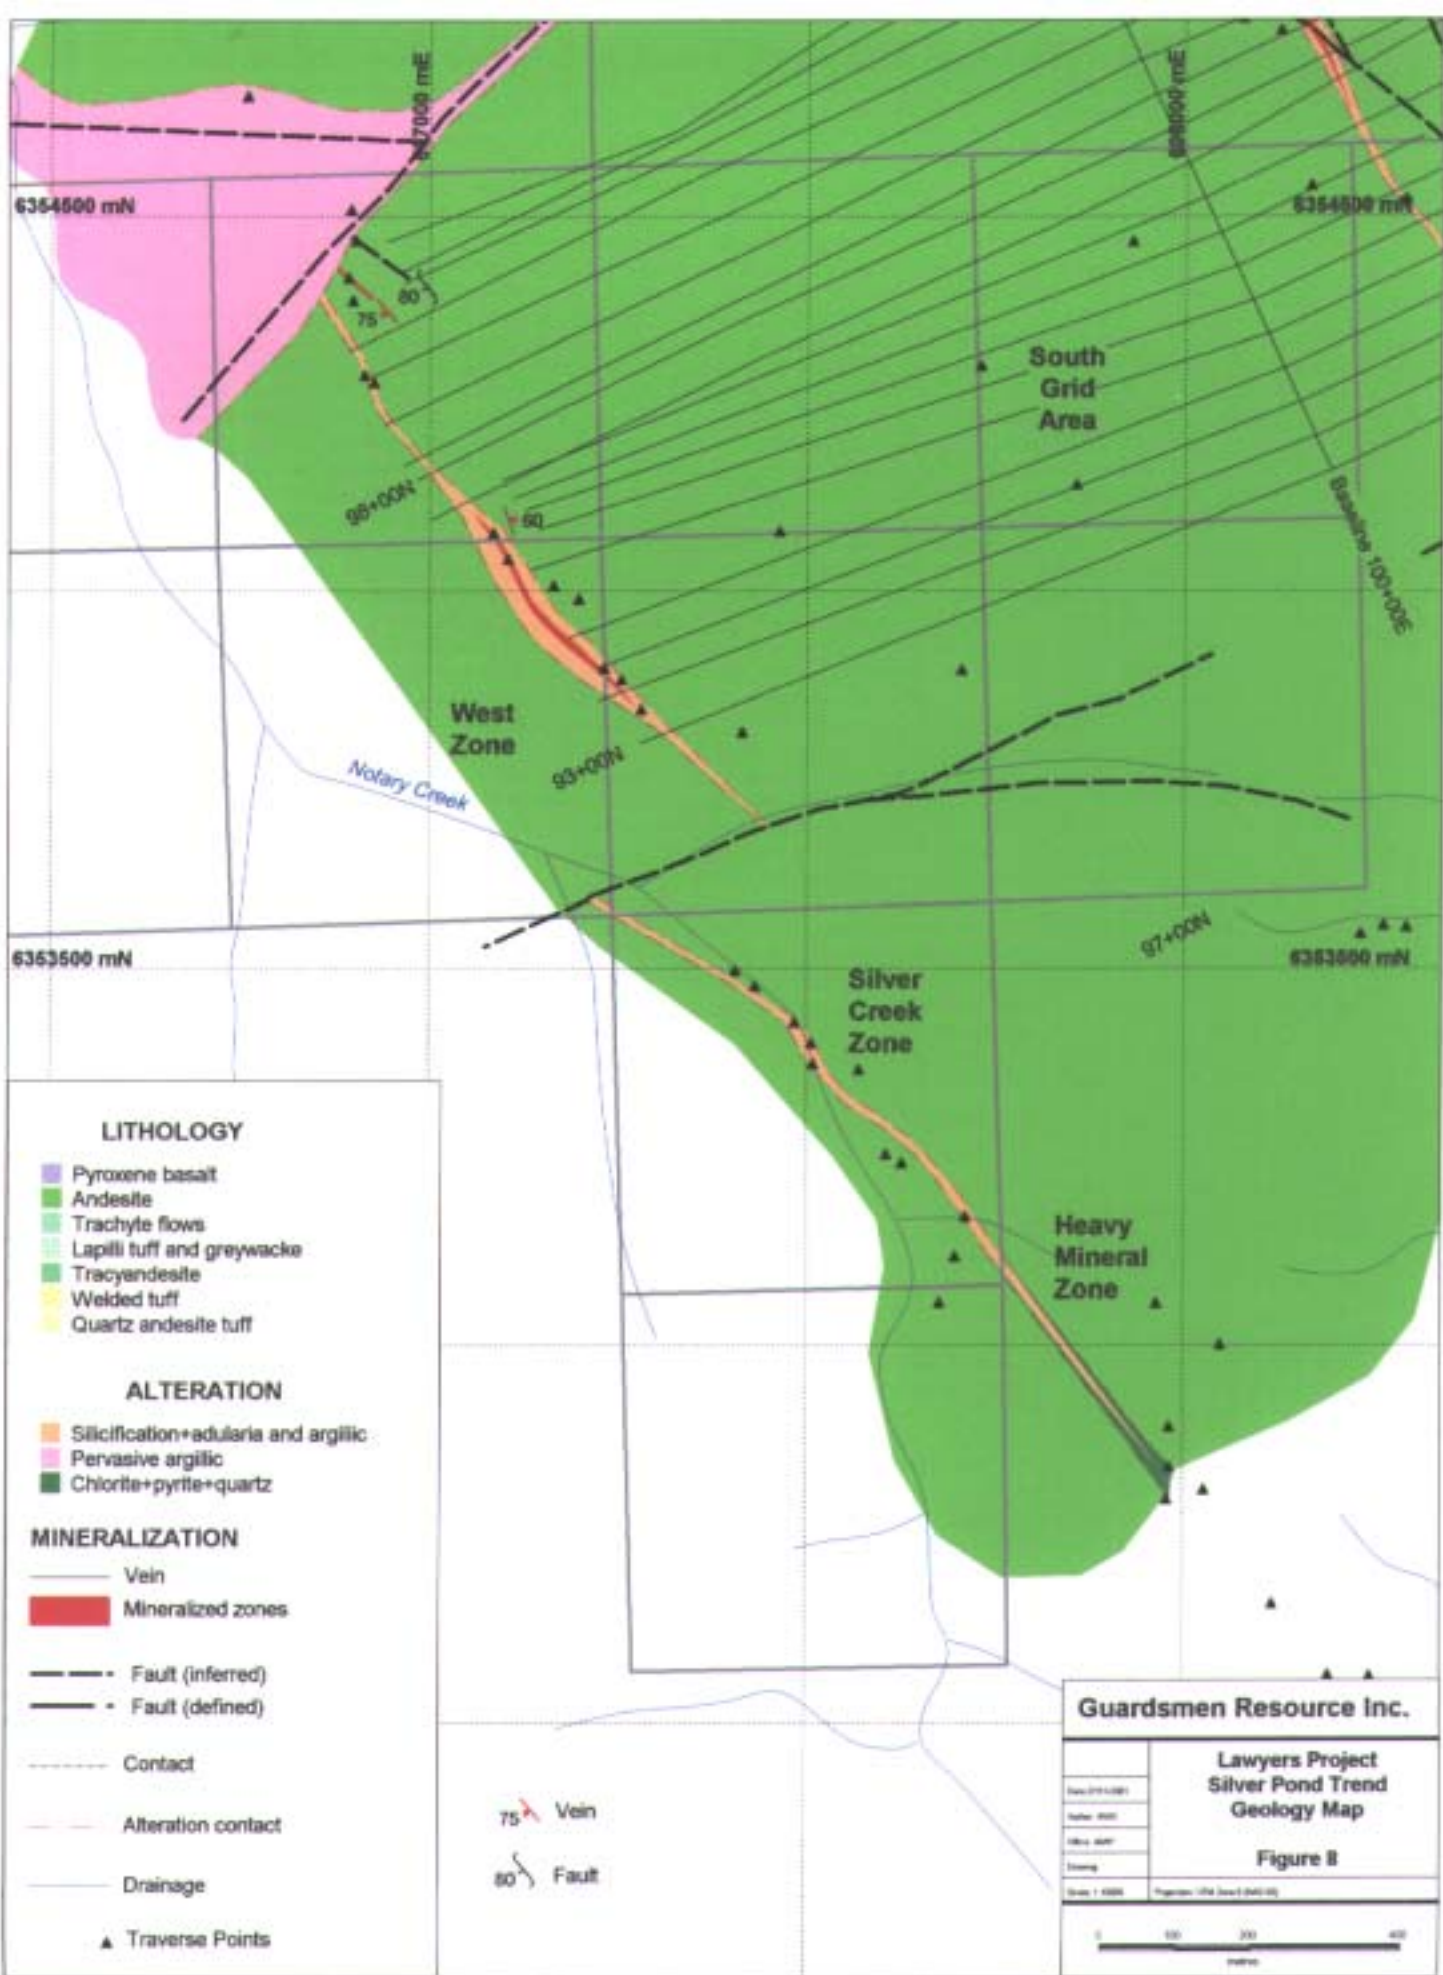 6354500 mN
6354500 mN
80
75
South
Grid
Area
98+00N
60
Baseline 100+00E
West
Zone
93+00N
Notary Creek
97+00N
6353500 mN
6353500 mN
Silver
Creek
Zone
Heavy
Mineral
Zone
LITHOLOGY
Pyroxene basalt
Andesite
Trachyte flows
Lapilli tuff and greywacke
Tracyandesite
Welded tuff
Quartz andesite tuff
ALTERATION
Silicification+adularia and argillic
Pervasive argillic
Chlorite+pyrite+quartz
MINERALIZATION
Vein
Mineralized zones
Fault (inferred)
Fault (defined)
Contact
Alteration contact
Drainage
Traverse Points
75 Vein
80 Fault
Guardsmen Resource Inc.
Lawyers Project
Silver Pond Trend
Geology Map
Figure 8
0 100 200 400
metres